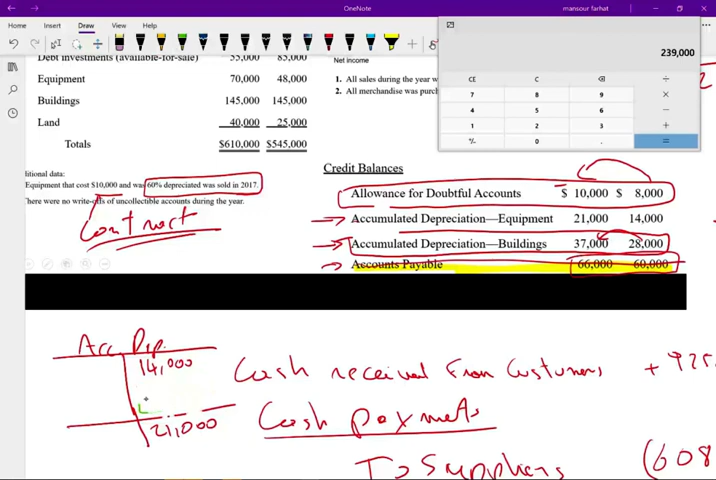 OneNote
mansour farhat
Home Insert Draw View Help
239,000
CE C
7 8 9
4 5 6
1 2 3
0 .
Debt investments (available-for-sale) 55,000 85,000
Equipment 70,000 48,000
Buildings 145,000 145,000
Land 40,000 25,000
Totals $610,000 $545,000
Net income
1. All sales during the year w
2. All merchandise was purch
ditional data:
Equipment that cost $10,000 and was 60% depreciated was sold in 2017.
There were no write-offs of uncollectible accounts during the year.
Contract
Credit Balances
Allowance for Doubtful Accounts $ 10,000 $ 8,000
Accumulated Depreciation—Equipment 21,000 14,000
Accumulated Depreciation—Buildings 37,000 28,000
Accounts Payable 66,000 60,000
Acc. Dep.
14,000
21,000
Cash received From Customers + 925
Cash payments
To Suppliers (608